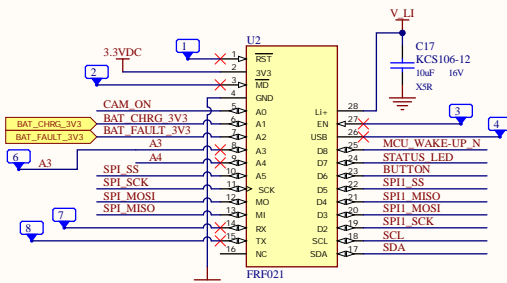 V_LI
U2
C17
KCS106-12
10uF 16V
X5R
3.3VDC
1
2
3
4
6
7
8
CAM_ON
BAT_CHRG_3V3 BAT_CHRG_3V3
BAT_FAULT_3V3 BAT_FAULT_3V3
A3
A3
A4
SPI_SS
SPI_SCK
SPI_MOSI
SPI_MISO
1 RST
2 3V3
3 MD
4 GND
5 A0
6 A1
7 A2
8 A3
9 A4
10 A5
11 SCK
12 MO
13 MI
14 RX
15 TX
16 NC
Li+ 28
EN 27
USB 26
D8 25 MCU_WAKE-UP_N
D7 24 STATUS_LED
D6 23 BUTTON
D5 22 SPI1_SS
D4 21 SPI1_MISO
D3 20 SPI1_MOSI
D2 19 SPI1_SCK
SCL 18 SCL
SDA 17 SDA
FRF021